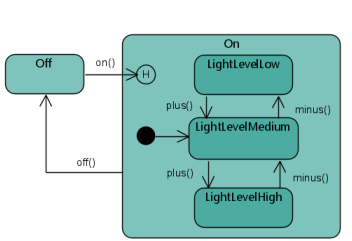 On
Off
on()
H
LightLevelLow
plus()
minus()
LightLevelMedium
off()
plus()
minus()
LightLevelHigh